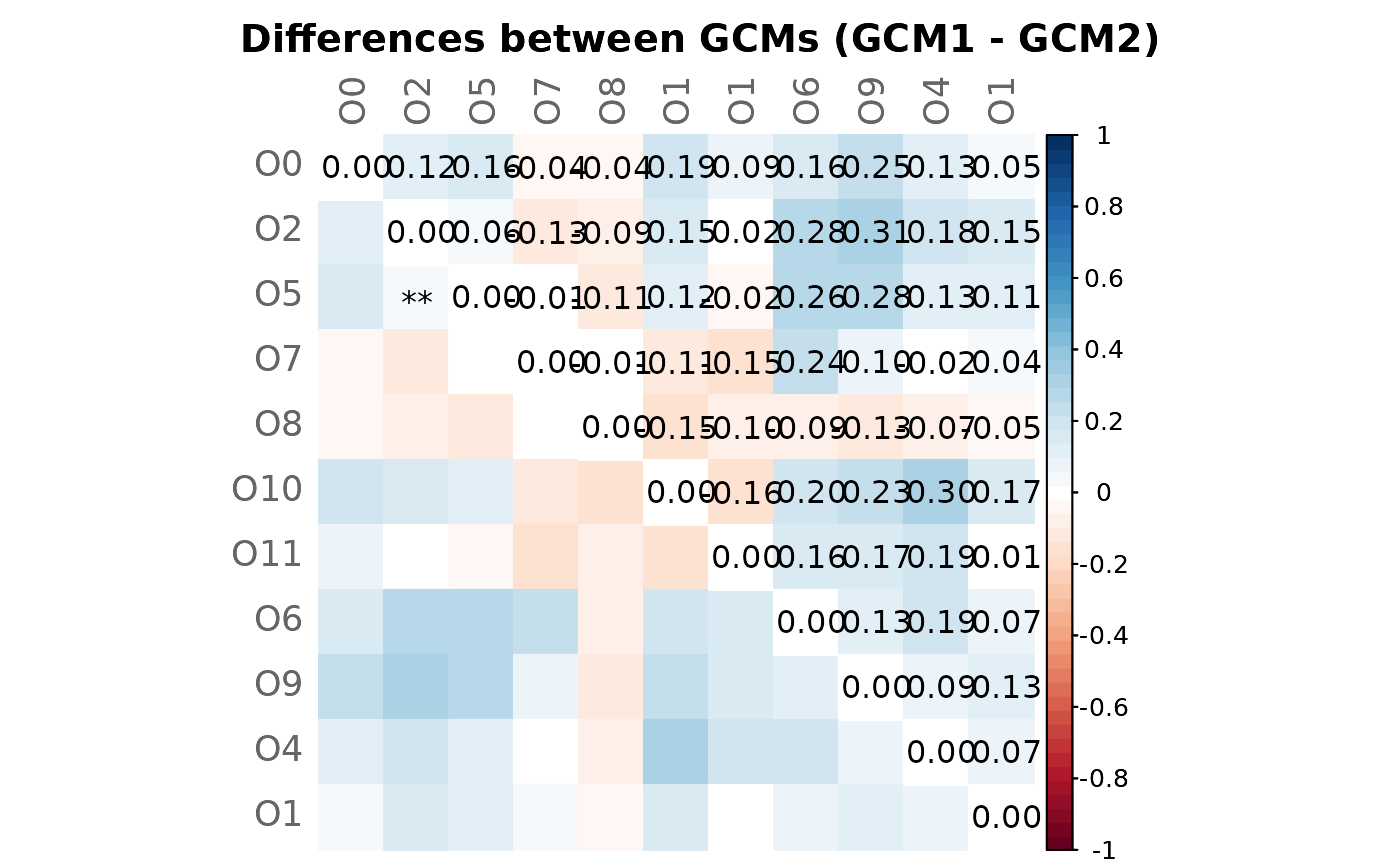 Differences between GCMs (GCM1 - GCM2)
O0 O2 O5 O7 O8 O1 O1 O6 O9 O4 O1
O0 0.00 0.12 0.16 -0.04 -0.04 0.19 0.09 0.16 0.25 0.13 0.05
O2 0.00 0.06 -0.13 -0.09 0.15 0.02 0.28 0.31 0.18 0.15
O5 ** 0.00 -0.01 -0.11 0.12 -0.02 0.26 0.28 0.13 0.11
O7 0.00 -0.01 -0.11 -0.15 0.24 0.10 -0.02 0.04
O8 0.00 -0.15 -0.10 -0.09 -0.13 -0.07 -0.05
O10 0.00 -0.16 0.20 0.23 0.30 0.17
O11 0.00 0.16 0.17 0.19 0.01
O6 0.00 0.13 0.19 0.07
O9 0.00 0.09 0.13
O4 0.00 0.07
O1 0.00
1
0.8
0.6
0.4
0.2
0
-0.2
-0.4
-0.6
-0.8
-1